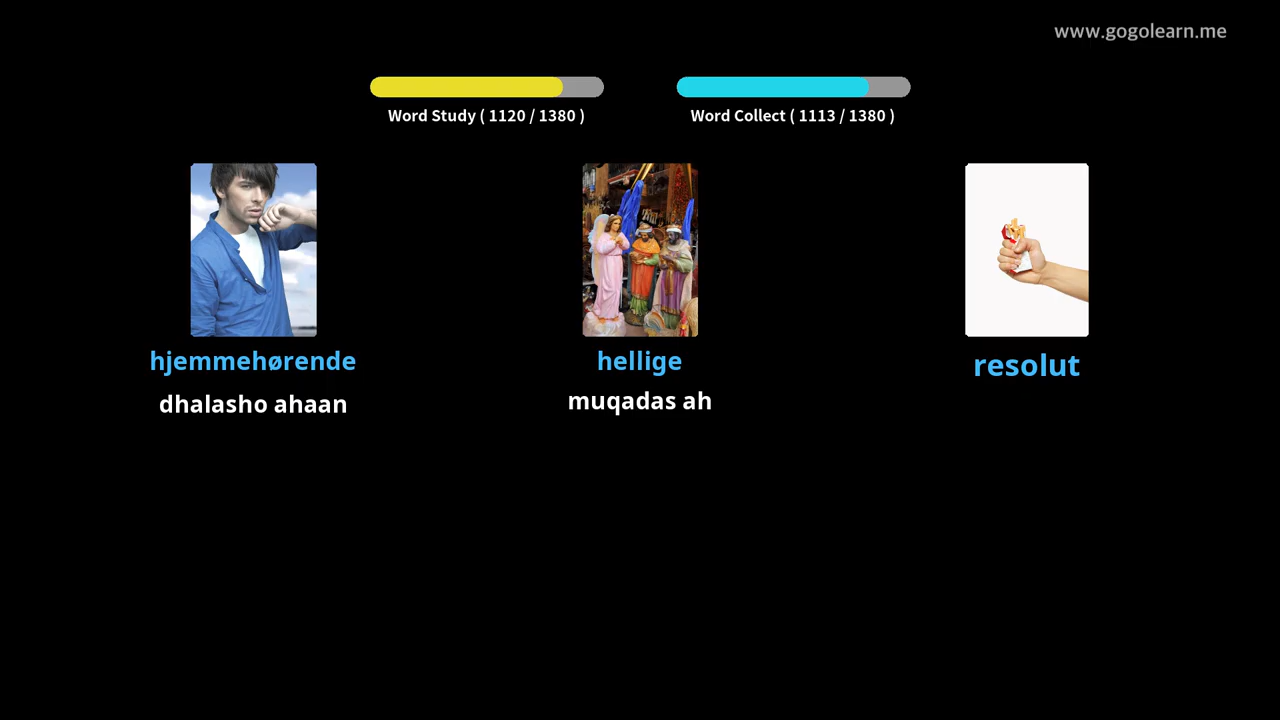 www.gogolearn.me
Word Study ( 1120 / 1380 )
Word Collect ( 1113 / 1380 )
hjemmehørende
hellige
resolut
dhalasho ahaan
muqadas ah